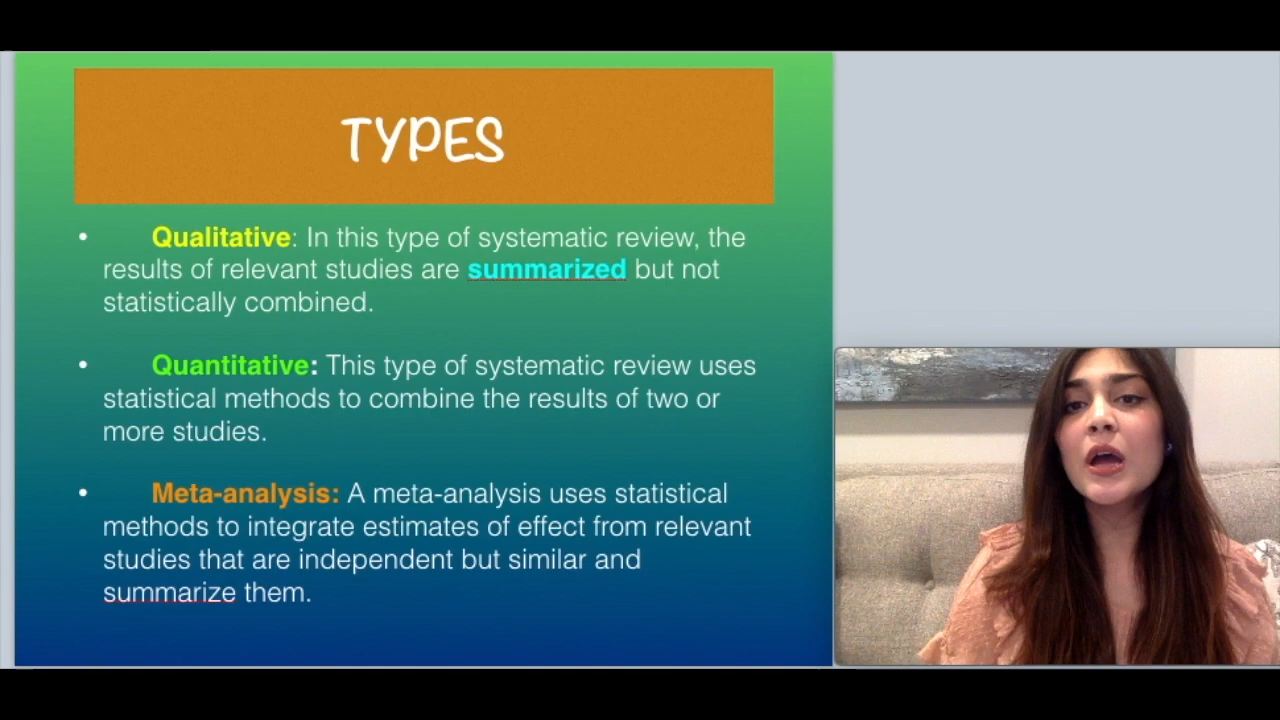 TYPES
• Qualitative: In this type of systematic review, the
results of relevant studies are summarized but not
statistically combined.
• Quantitative: This type of systematic review uses
statistical methods to combine the results of two or
more studies.
• Meta-analysis: A meta-analysis uses statistical
methods to integrate estimates of effect from relevant
studies that are independent but similar and
summarize them.